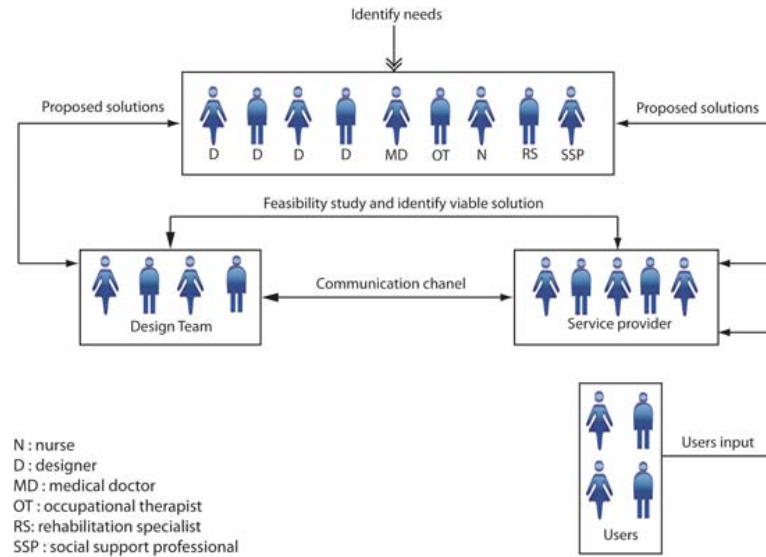 Identify needs
Proposed solutions
Proposed solutions
D D D D MD OT N RS SSP
Feasibility study and identify viable solution
Design Team
Communication chanel
Service provider
N : nurse
D : designer
MD : medical doctor
OT : occupational therapist
RS: rehabilitation specialist
SSP : social support professional
Users input
Users